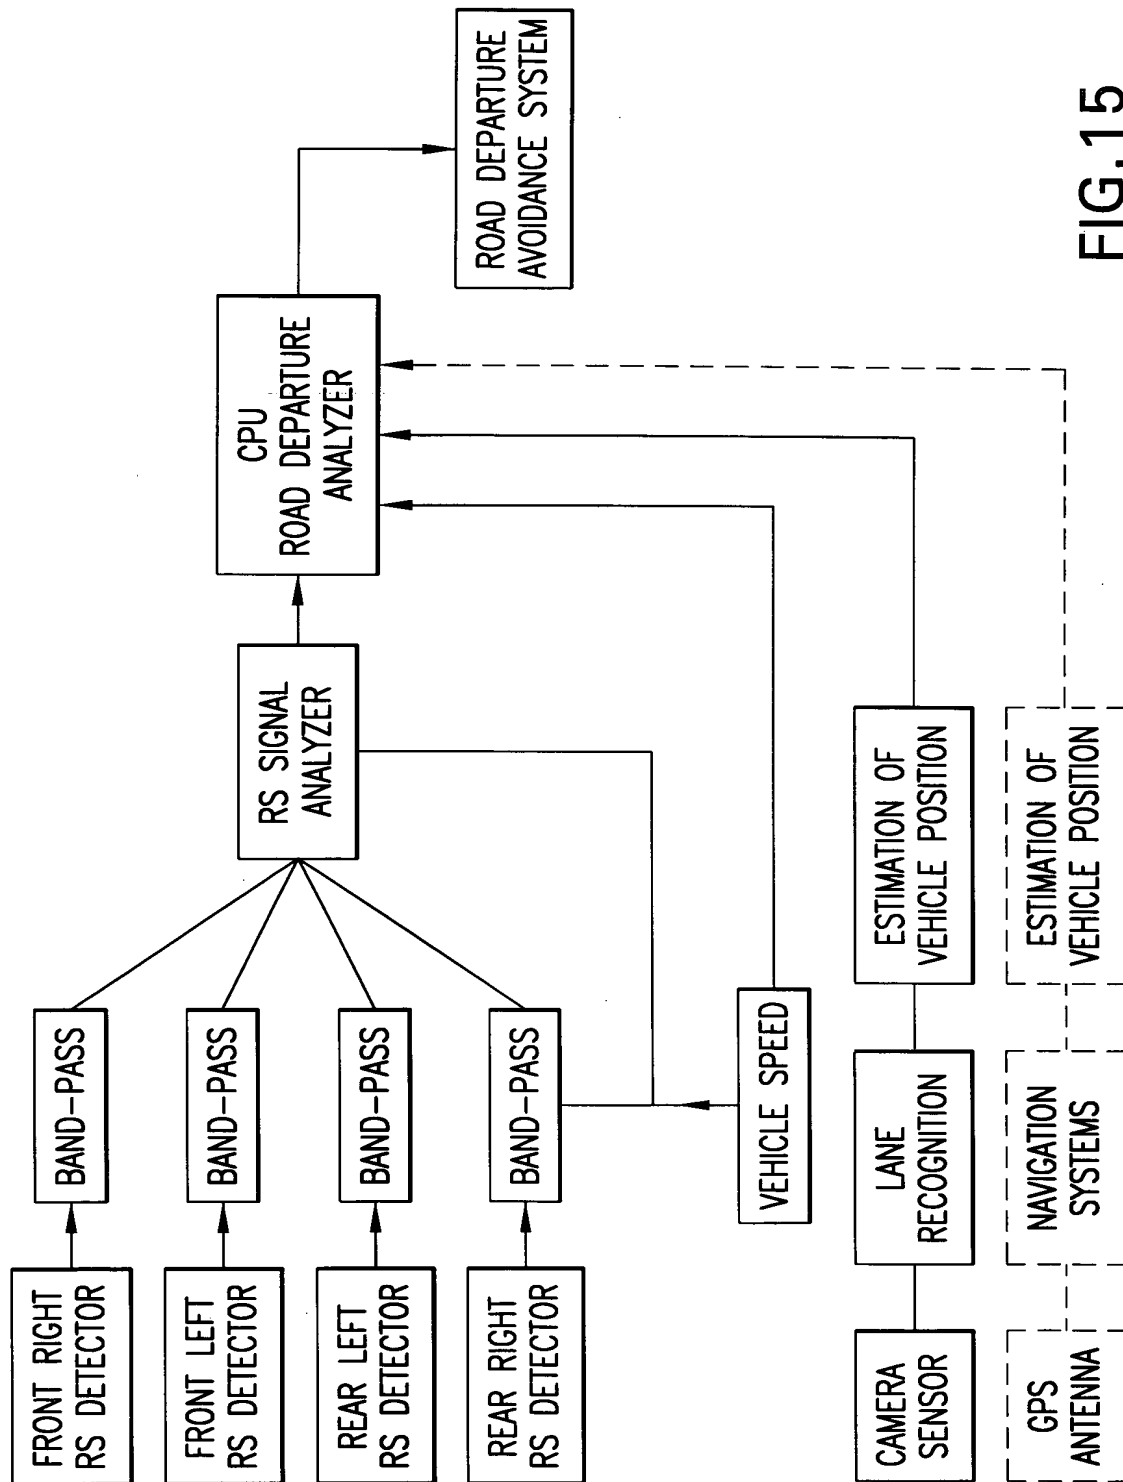 FRONT RIGHT
RS DETECTOR
BAND-PASS
FRONT LEFT
RS DETECTOR
BAND-PASS
REAR LEFT
RS DETECTOR
BAND-PASS
REAR RIGHT
RS DETECTOR
BAND-PASS
RS SIGNAL
ANALYZER
CPU
ROAD DEPARTURE
ANALYZER
ROAD DEPARTURE
AVOIDANCE SYSTEM
VEHICLE SPEED
CAMERA
SENSOR
LANE
RECOGNITION
ESTIMATION OF
VEHICLE POSITION
GPS
ANTENNA
NAVIGATION
SYSTEMS
ESTIMATION OF
VEHICLE POSITION
FIG.15